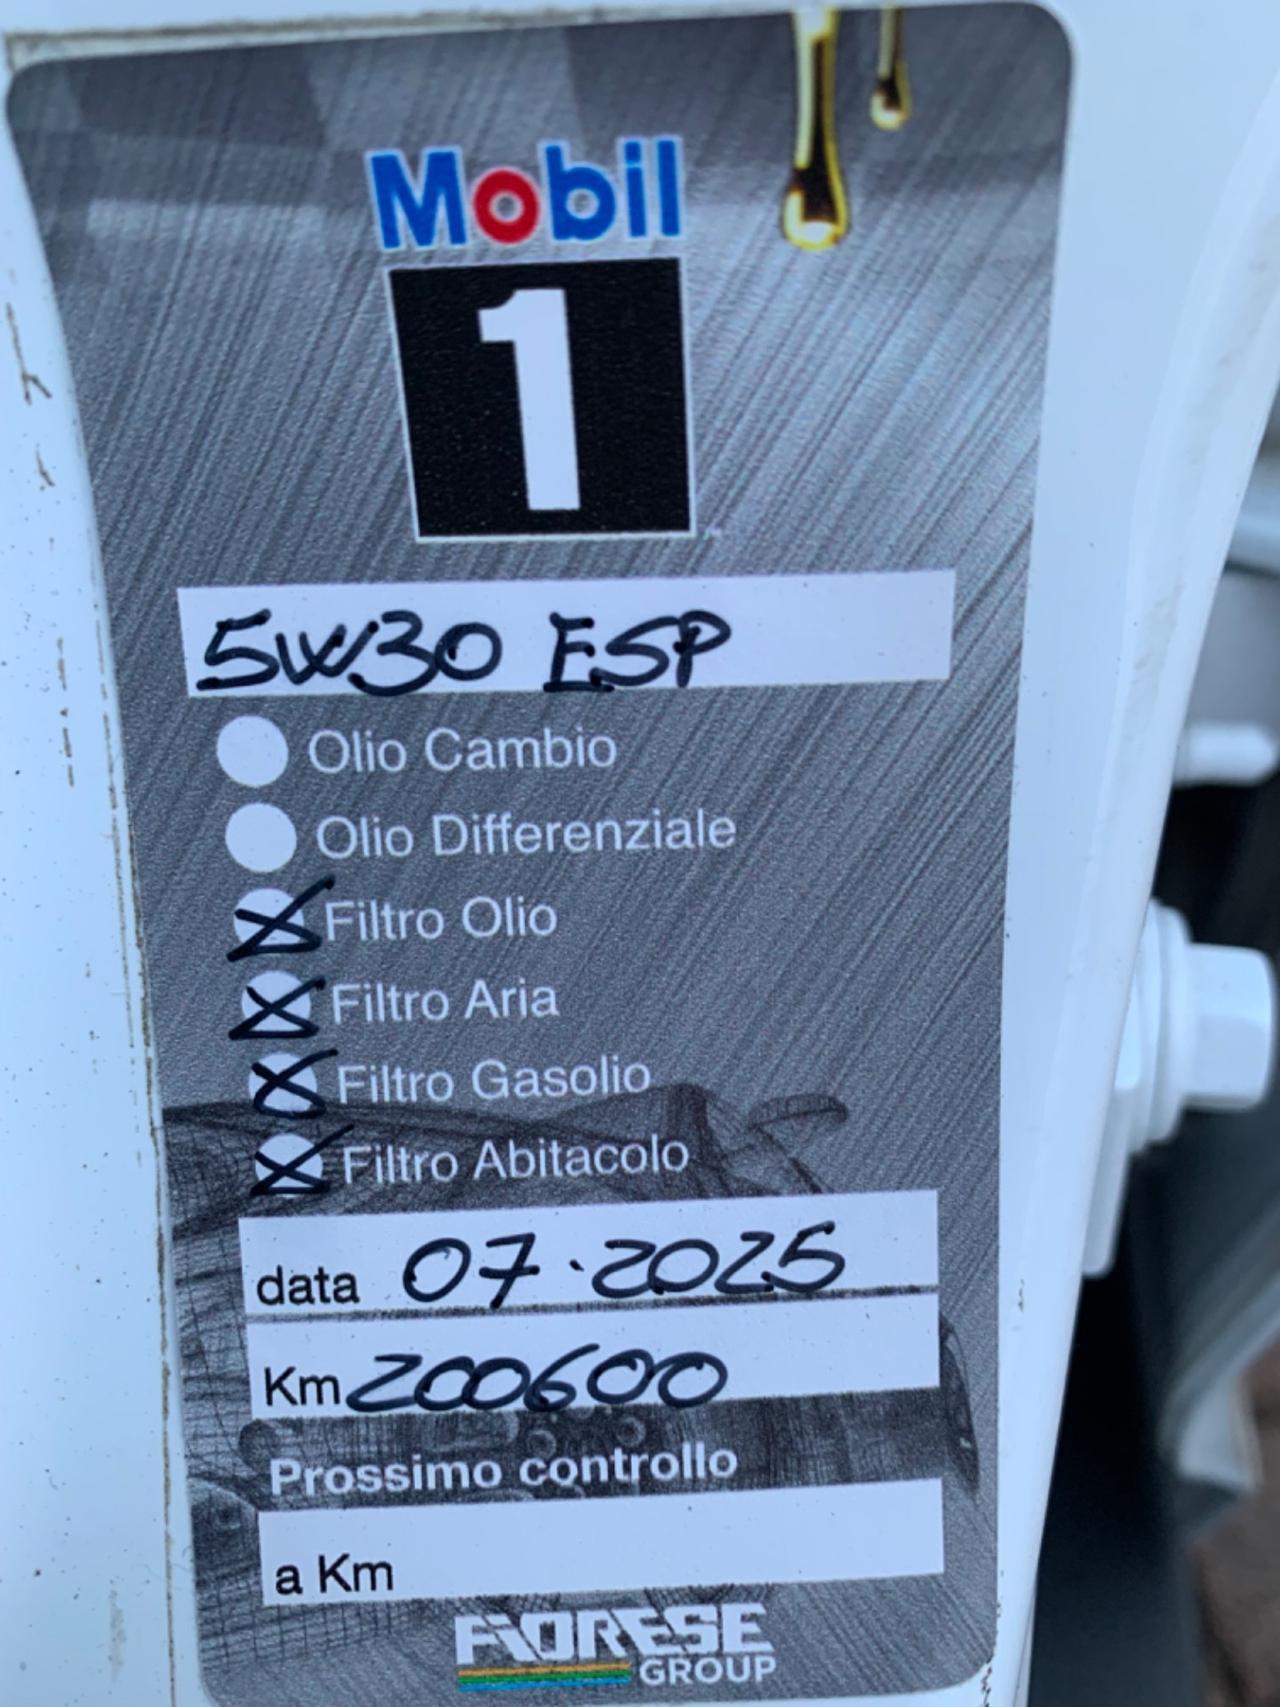 Mobil
1
5W30 ESP
Olio Cambio
Olio Differenziale
Filtro Olio
Filtro Aria
Filtro Gasolio
Filtro Abitacolo
data 07.2025
Km 200600
Prossimo controllo
a Km
FIORESE
GROUP